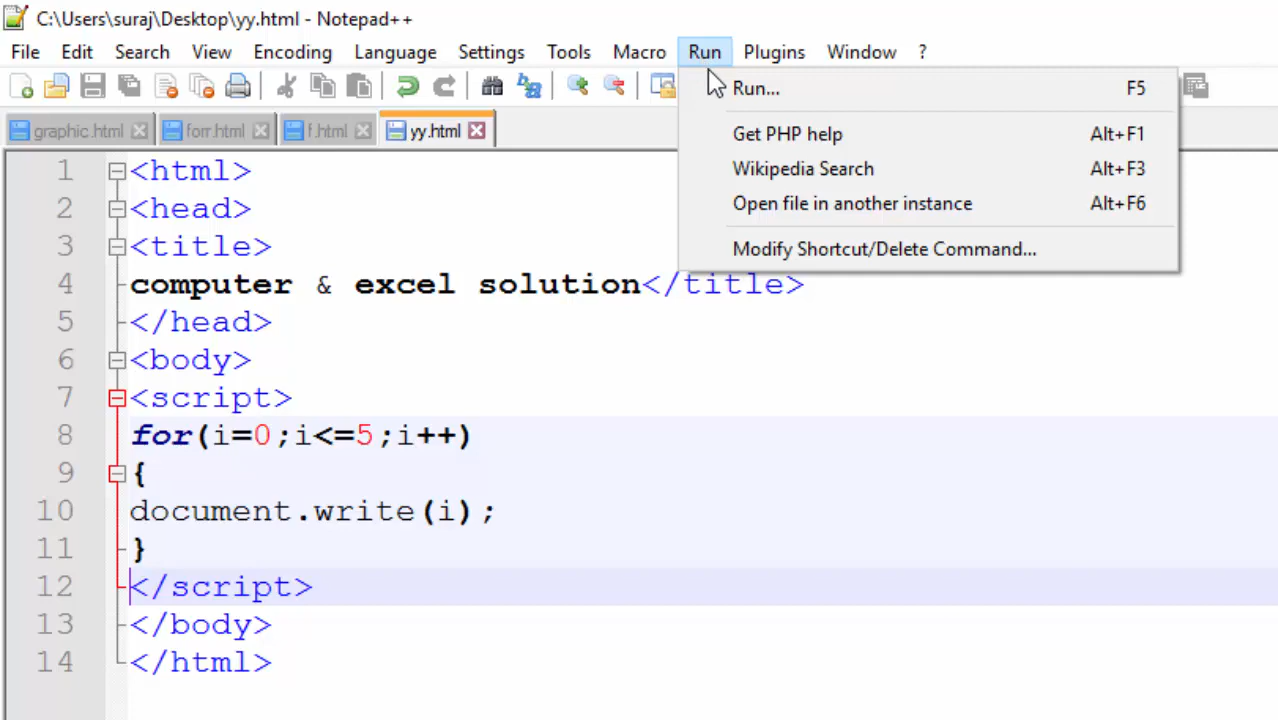 C:\Users\suraj\Desktop\yy.html - Notepad++
File Edit Search View Encoding Language Settings Tools Macro Run Plugins Window ?
Run... F5
Get PHP help Alt+F1
Wikipedia Search Alt+F3
Open file in another instance Alt+F6
Modify Shortcut/Delete Command...
graphic.html forr.html f.html yy.html
1 <html>
2 <head>
3 <title>
4 computer & excel solution</title>
5 </head>
6 <body>
7 <script>
8 for(i=0;i<=5;i++)
9 {
10 document.write(i);
11 }
12 </script>
13 </body>
14 </html>